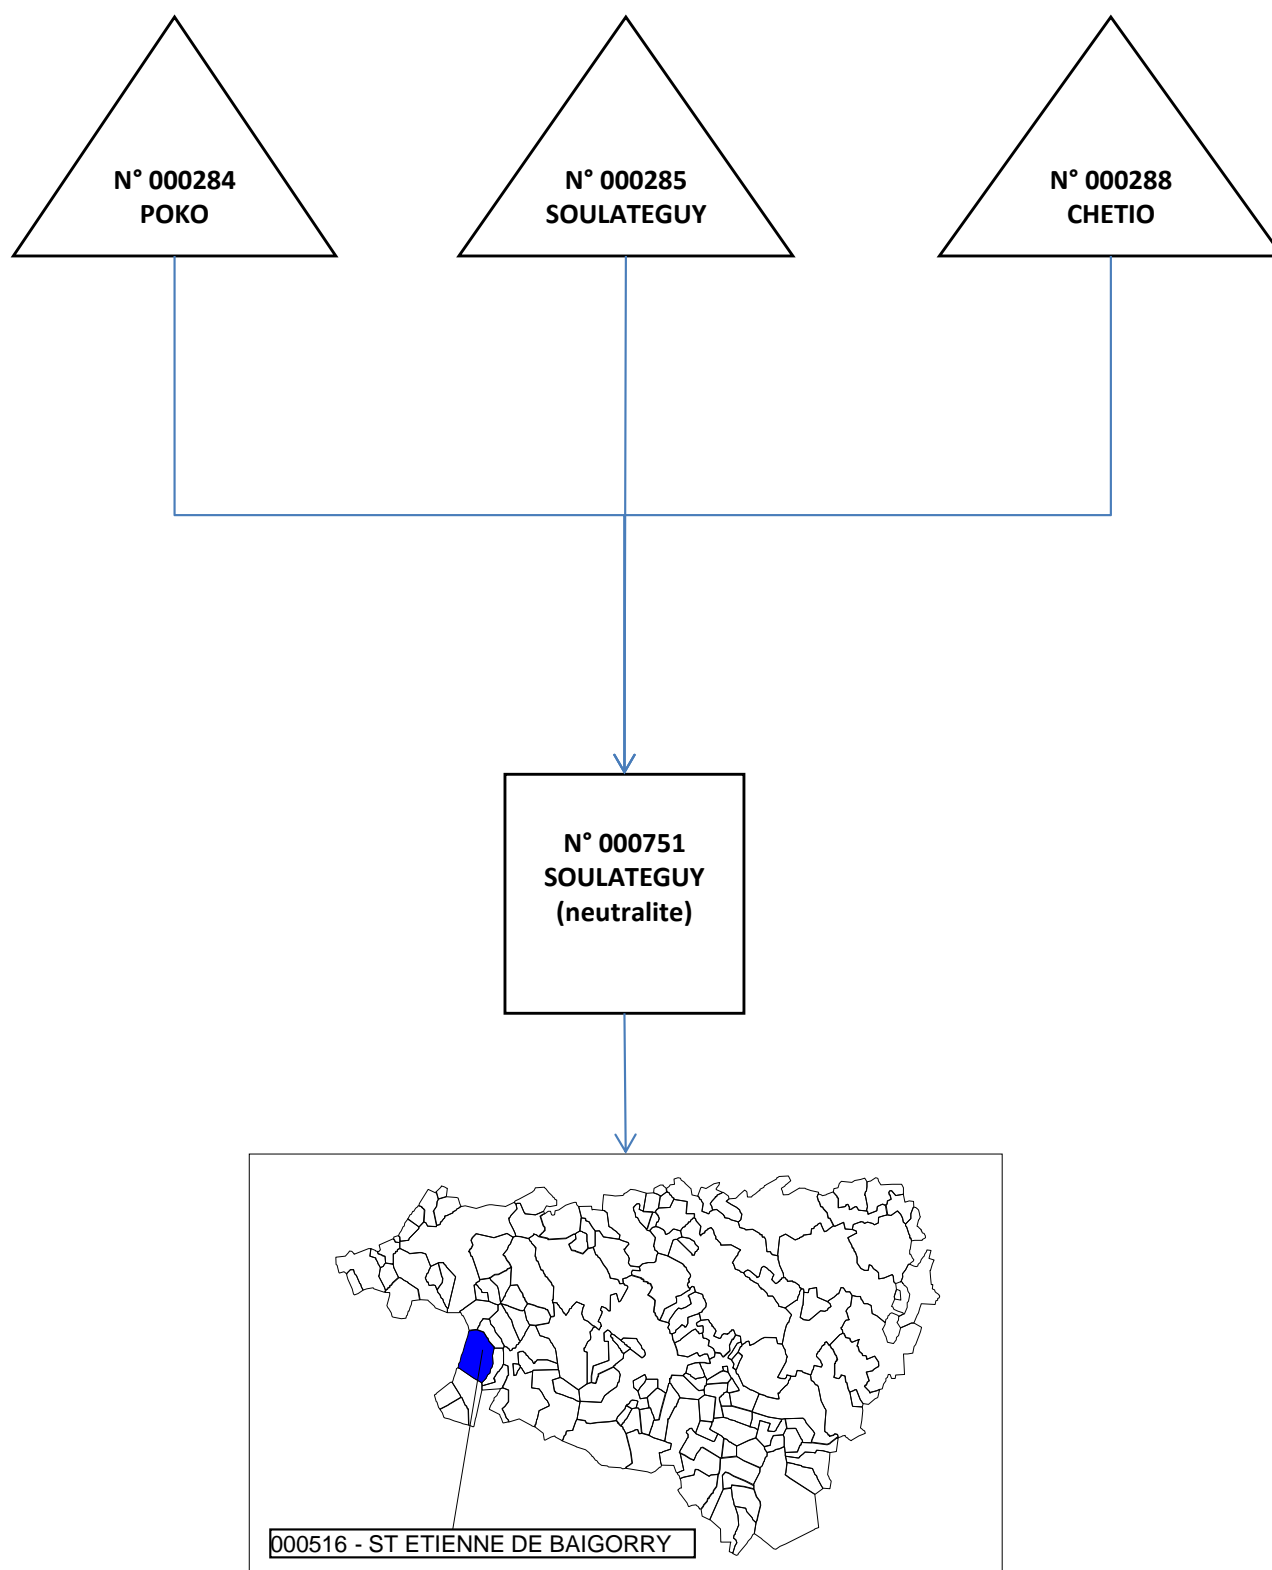 N° 000284
POKO
N° 000285
SOULATEGUY
N° 000288
CHETIO
N° 000751
SOULATEGUY
(neutralite)
000516 - ST ETIENNE DE BAIGORRY